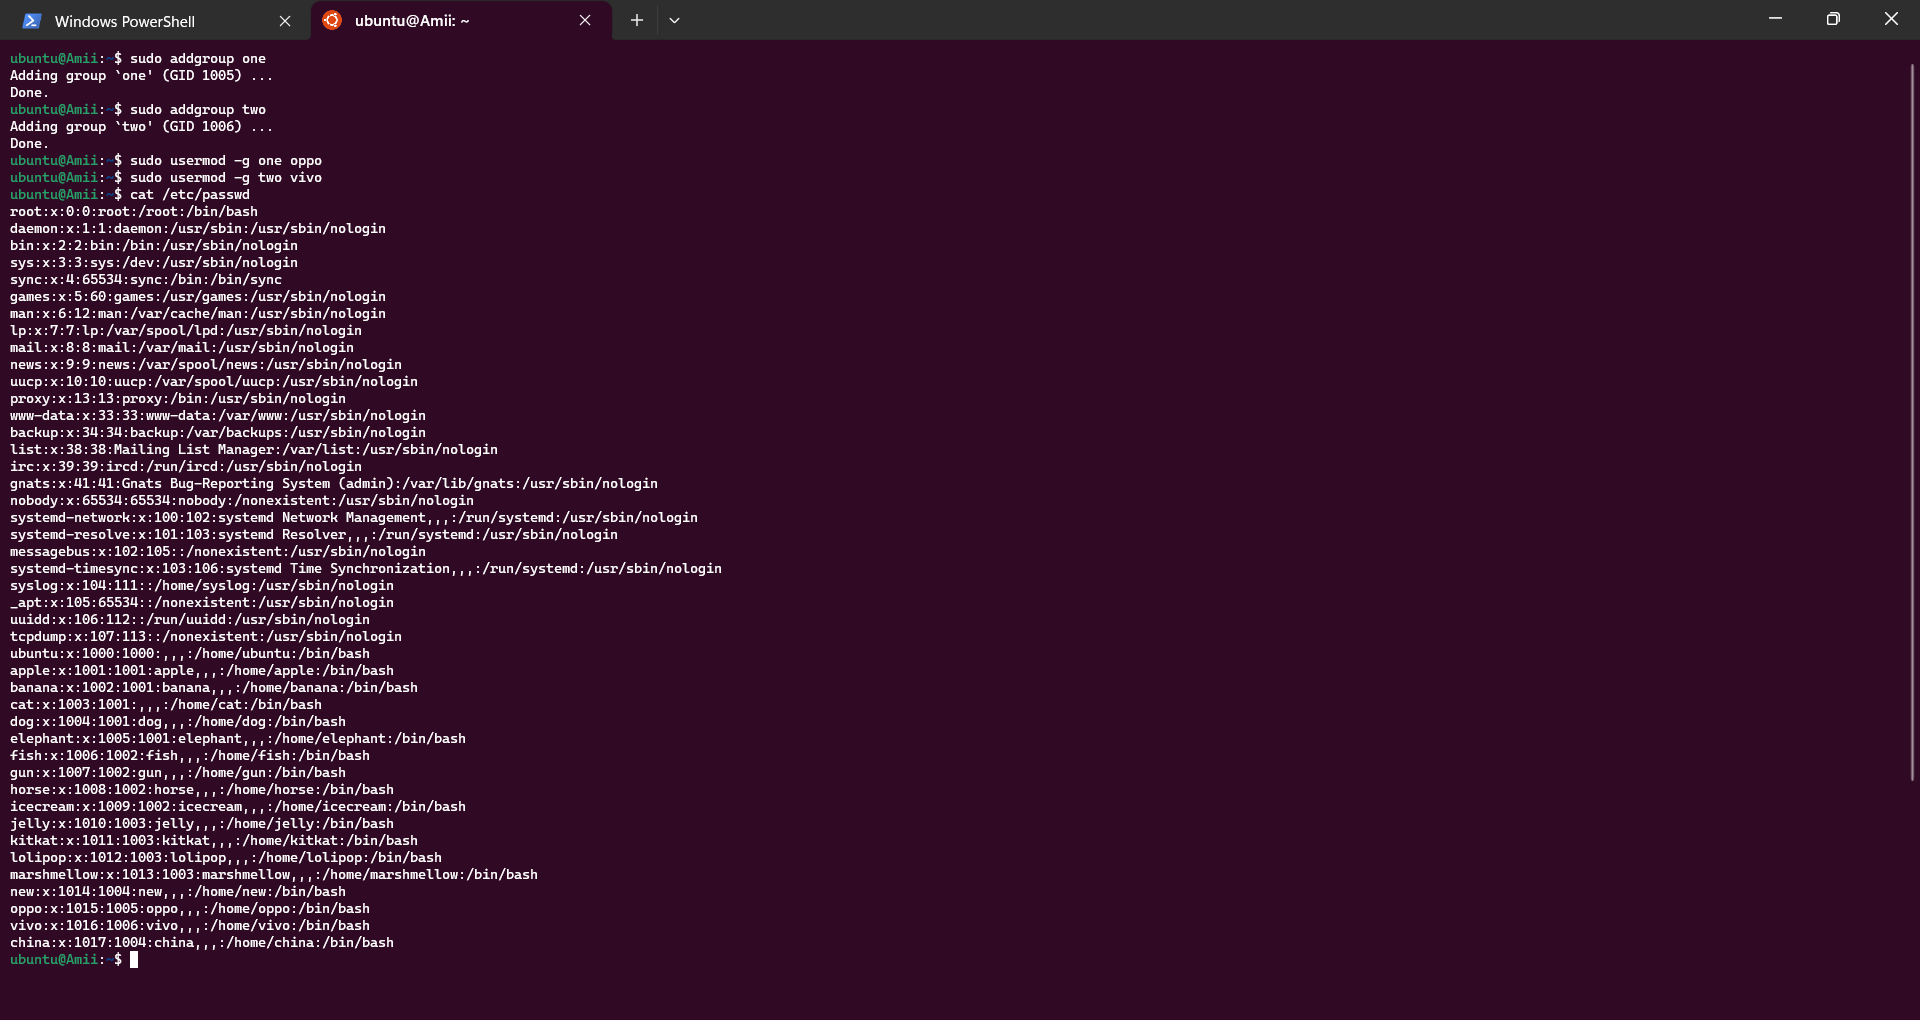 Windows PowerShell
ubuntu@Amii: ~
ubuntu@Amii:~$ sudo addgroup one
Adding group `one' (GID 1005) ...
Done.
ubuntu@Amii:~$ sudo addgroup two
Adding group `two' (GID 1006) ...
Done.
ubuntu@Amii:~$ sudo usermod -g one oppo
ubuntu@Amii:~$ sudo usermod -g two vivo
ubuntu@Amii:~$ cat /etc/passwd
root:x:0:0:root:/root:/bin/bash
daemon:x:1:1:daemon:/usr/sbin:/usr/sbin/nologin
bin:x:2:2:bin:/bin:/usr/sbin/nologin
sys:x:3:3:sys:/dev:/usr/sbin/nologin
sync:x:4:65534:sync:/bin:/bin/sync
games:x:5:60:games:/usr/games:/usr/sbin/nologin
man:x:6:12:man:/var/cache/man:/usr/sbin/nologin
lp:x:7:7:lp:/var/spool/lpd:/usr/sbin/nologin
mail:x:8:8:mail:/var/mail:/usr/sbin/nologin
news:x:9:9:news:/var/spool/news:/usr/sbin/nologin
uucp:x:10:10:uucp:/var/spool/uucp:/usr/sbin/nologin
proxy:x:13:13:proxy:/bin:/usr/sbin/nologin
www-data:x:33:33:www-data:/var/www:/usr/sbin/nologin
backup:x:34:34:backup:/var/backups:/usr/sbin/nologin
list:x:38:38:Mailing List Manager:/var/list:/usr/sbin/nologin
irc:x:39:39:ircd:/run/ircd:/usr/sbin/nologin
gnats:x:41:41:Gnats Bug-Reporting System (admin):/var/lib/gnats:/usr/sbin/nologin
nobody:x:65534:65534:nobody:/nonexistent:/usr/sbin/nologin
systemd-network:x:100:102:systemd Network Management,,,:/run/systemd:/usr/sbin/nologin
systemd-resolve:x:101:103:systemd Resolver,,,:/run/systemd:/usr/sbin/nologin
messagebus:x:102:105::/nonexistent:/usr/sbin/nologin
systemd-timesync:x:103:106:systemd Time Synchronization,,,:/run/systemd:/usr/sbin/nologin
syslog:x:104:111::/home/syslog:/usr/sbin/nologin
_apt:x:105:65534::/nonexistent:/usr/sbin/nologin
uuidd:x:106:112::/run/uuidd:/usr/sbin/nologin
tcpdump:x:107:113::/nonexistent:/usr/sbin/nologin
ubuntu:x:1000:1000:,,,:/home/ubuntu:/bin/bash
apple:x:1001:1001:apple,,,:/home/apple:/bin/bash
banana:x:1002:1001:banana,,,:/home/banana:/bin/bash
cat:x:1003:1001:,,,:/home/cat:/bin/bash
dog:x:1004:1001:dog,,,:/home/dog:/bin/bash
elephant:x:1005:1001:elephant,,,:/home/elephant:/bin/bash
fish:x:1006:1002:fish,,,:/home/fish:/bin/bash
gun:x:1007:1002:gun,,,:/home/gun:/bin/bash
horse:x:1008:1002:horse,,,:/home/horse:/bin/bash
icecream:x:1009:1002:icecream,,,:/home/icecream:/bin/bash
jelly:x:1010:1003:jelly,,,:/home/jelly:/bin/bash
kitkat:x:1011:1003:kitkat,,,:/home/kitkat:/bin/bash
lolipop:x:1012:1003:lolipop,,,:/home/lolipop:/bin/bash
marshmellow:x:1013:1003:marshmellow,,,:/home/marshmellow:/bin/bash
new:x:1014:1004:new,,,:/home/new:/bin/bash
oppo:x:1015:1005:oppo,,,:/home/oppo:/bin/bash
vivo:x:1016:1006:vivo,,,:/home/vivo:/bin/bash
china:x:1017:1004:china,,,:/home/china:/bin/bash
ubuntu@Amii:~$